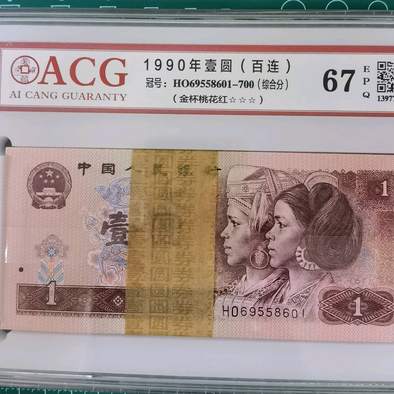 ACG
AI CANG GUARANTY
1990年壹圆（百连）
冠号：HO69558601-700（综合分）
（金杯桃花红☆☆☆）
67
EPQ
中国人民银行
壹
1
1
1
HO69558601